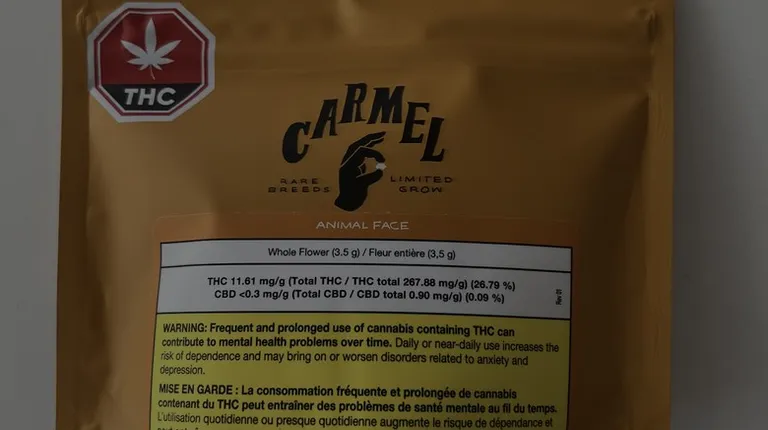 THC
CARMEL
RARE LIMITED
BREEDS GROW
ANIMAL FACE
Whole Flower (3.5 g) / Fleur entière (3,5 g)
THC 11.61 mg/g (Total THC / THC total 267.88 mg/g) (26.79 %)
CBD <0.3 mg/g (Total CBD / CBD total 0.90 mg/g) (0.09 %)
Rev 01
WARNING: Frequent and prolonged use of cannabis containing THC can
contribute to mental health problems over time. Daily or near-daily use increases the
risk of dependence and may bring on or worsen disorders related to anxiety and
depression.
MISE EN GARDE : La consommation fréquente et prolongée de cannabis
contenant du THC peut entraîner des problèmes de santé mentale au fil du temps.
L'utilisation quotidienne ou presque quotidienne augmente le risque de dépendance et